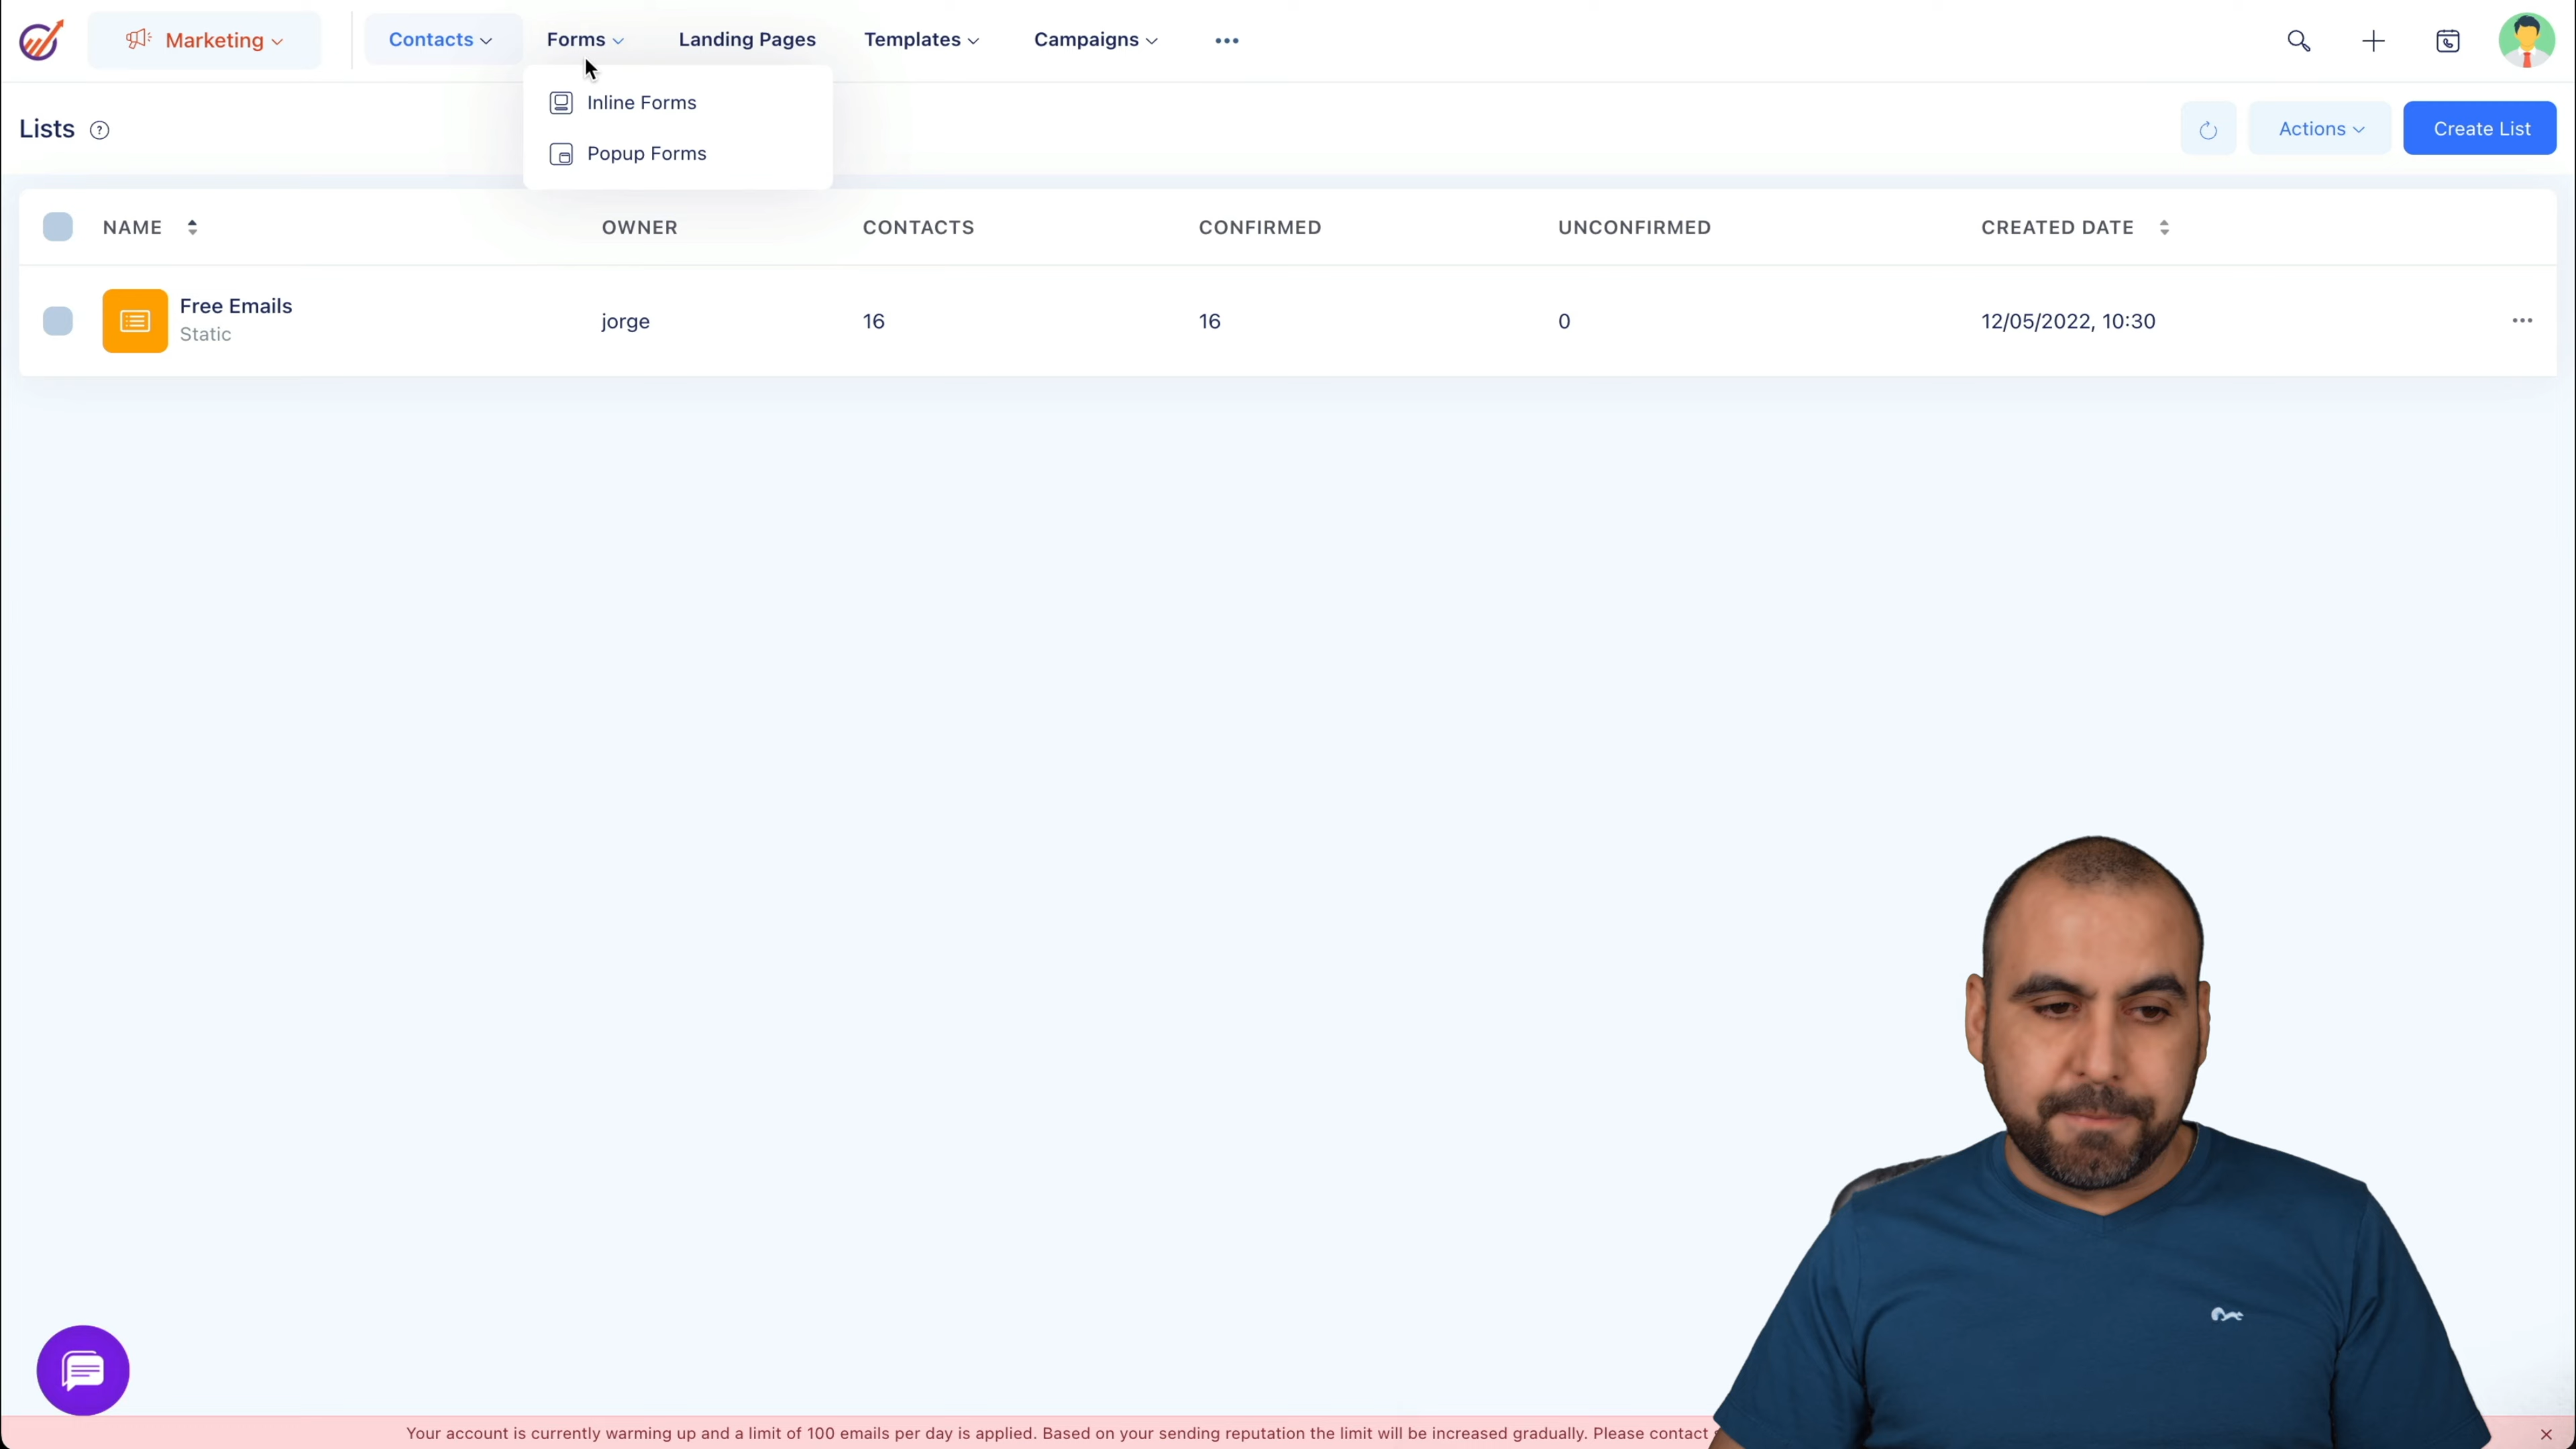 Marketing
Contacts
Forms
Landing Pages
Templates
Campaigns
Inline Forms
Popup Forms
Lists
?
Actions
Create List
NAME
OWNER
CONTACTS
CONFIRMED
UNCONFIRMED
CREATED DATE
Free Emails
Static
jorge
16
16
0
12/05/2022, 10:30
Your account is currently warming up and a limit of 100 emails per day is applied. Based on your sending reputation the limit will be increased gradually. Please contact